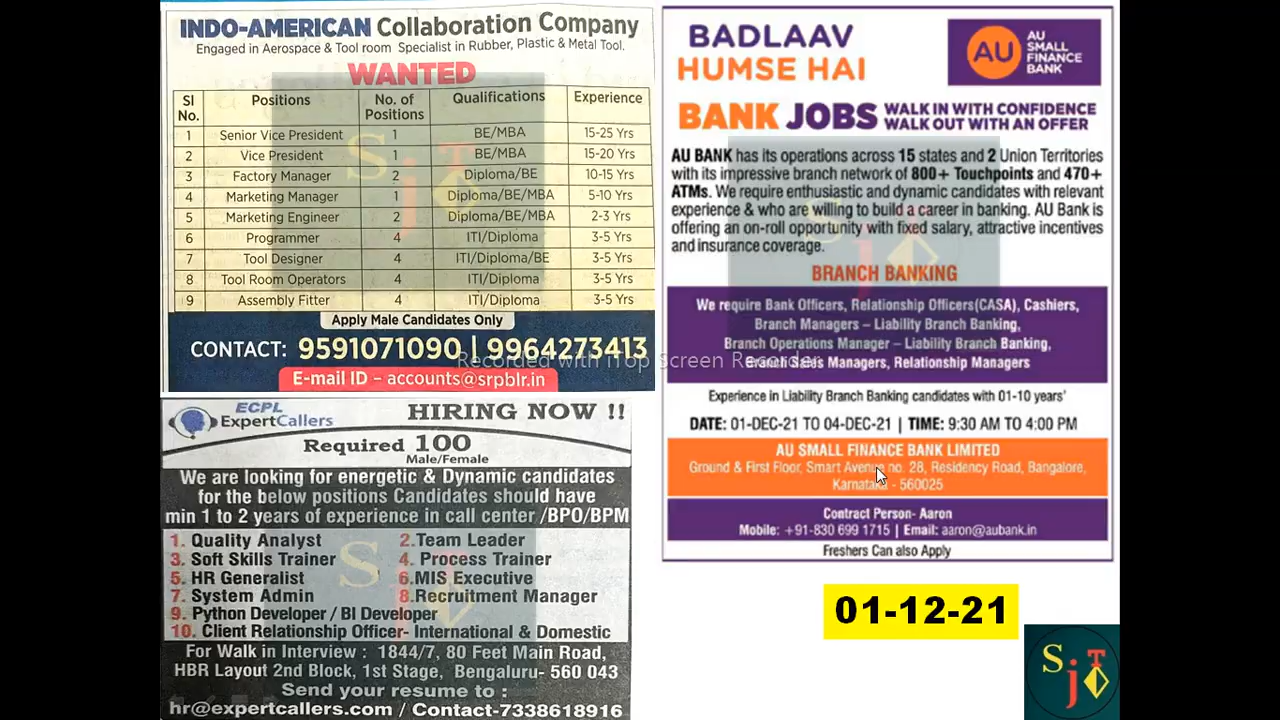 INDO-AMERICAN Collaboration Company
Engaged in Aerospace & Tool room Specialist in Rubber, Plastic & Metal Tool.
WANTED
Sl No. Positions No. of Positions Qualifications Experience
1 Senior Vice President 1 BE/MBA 15-25 Yrs
2 Vice President 1 BE/MBA 15-20 Yrs
3 Factory Manager 2 Diploma/BE 10-15 Yrs
4 Marketing Manager 1 Diploma/BE/MBA 5-10 Yrs
5 Marketing Engineer 2 Diploma/BE/MBA 2-3 Yrs
6 Programmer 4 ITI/Diploma 3-5 Yrs
7 Tool Designer 4 ITI/Diploma/BE 3-5 Yrs
8 Tool Room Operators 4 ITI/Diploma 3-5 Yrs
9 Assembly Fitter 4 ITI/Diploma 3-5 Yrs
Apply Male Candidates Only
CONTACT: 9591071090 | 9964273413
E-mail ID – accounts@srpblr.in
Recorded with iTop Screen Recorder
ECPL
ExpertCallers
HIRING NOW !!
Required 100
Male/Female
We are looking for energetic & Dynamic candidates
for the below positions Candidates should have
min 1 to 2 years of experience in call center /BPO/BPM
1. Quality Analyst 2.Team Leader
3. Soft Skills Trainer 4. Process Trainer
5. HR Generalist 6.MIS Executive
7. System Admin 8.Recruitment Manager
9. Python Developer / BI Developer
10. Client Relationship Officer- International & Domestic
For Walk in Interview : 1844/7, 80 Feet Main Road,
HBR Layout 2nd Block, 1st Stage, Bengaluru- 560 043
Send your resume to :
hr@expertcallers.com / Contact-7338618916
BADLAAV
HUMSE HAI
AU
AU
SMALL
FINANCE
BANK
BANK JOBS
WALK IN WITH CONFIDENCE
WALK OUT WITH AN OFFER
AU BANK has its operations across 15 states and 2 Union Territories
with its impressive branch network of 800+ Touchpoints and 470+
ATMs. We require enthusiastic and dynamic candidates with relevant
experience & who are willing to build a career in banking. AU Bank is
offering an on-roll opportunity with fixed salary, attractive incentives
and insurance coverage.
BRANCH BANKING
We require Bank Officers, Relationship Officers(CASA), Cashiers,
Branch Managers – Liability Branch Banking,
Branch Operations Manager – Liability Branch Banking,
Branch Sales Managers, Relationship Managers
Experience in Liability Branch Banking candidates with 01-10 years'
DATE: 01-DEC-21 TO 04-DEC-21 | TIME: 9:30 AM TO 4:00 PM
AU SMALL FINANCE BANK LIMITED
Ground & First Floor, Smart Avenue no. 28, Residency Road, Bangalore,
Karnataka - 560025
Contract Person- Aaron
Mobile: +91-830 699 1715 | Email: aaron@aubank.in
Freshers Can also Apply
01-12-21
SjT